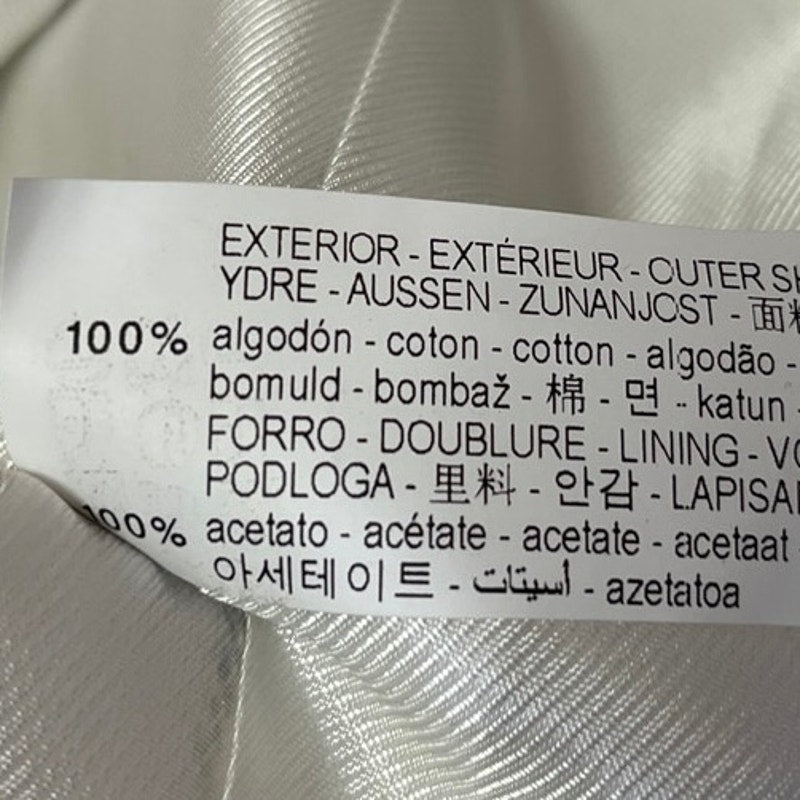 EXTERIOR - EXTÉRIEUR - OUTER
YDRE - AUSSEN - ZUNANJOST -
100% algodón - coton - cotton - algodão -
bomuld - bombaž - 棉 - 면 - katun -
FORRO - DOUBLURE - LINING -
PODLOGA - 里料 - 안감 -
100% acetato - acétate - acetate - acetaat
아세테이트 - أسيتات - azetatoa